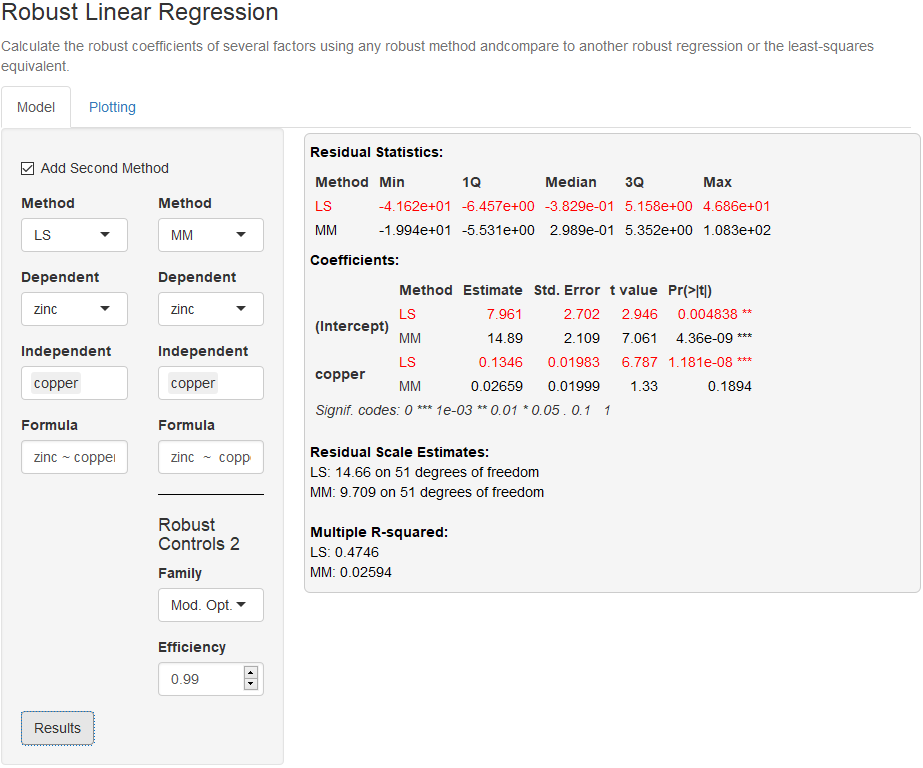 Robust Linear Regression
Calculate the robust coefficients of several factors using any robust method andcompare to another robust regression or the least-squares
equivalent.
Model Plotting
Add Second Method
Method Method
LS MM
Dependent Dependent
zinc zinc
Independent Independent
copper copper
Formula Formula
zinc ~ copper zinc ~ copp
Robust
Controls 2
Family
Mod. Opt.
Efficiency
0.99
Results
Residual Statistics:
Method Min 1Q Median 3Q Max
LS -4.162e+01 -6.457e+00 -3.829e-01 5.158e+00 4.686e+01
MM -1.994e+01 -5.531e+00 2.989e-01 5.352e+00 1.083e+02
Coefficients:
Method Estimate Std. Error t value Pr(>|t|)
(Intercept)
LS 7.961 2.702 2.946 0.004838 **
MM 14.89 2.109 7.061 4.36e-09 ***
copper
LS 0.1346 0.01983 6.787 1.181e-08 ***
MM 0.02659 0.01999 1.33 0.1894
Signif. codes: 0 *** 1e-03 ** 0.01 * 0.05 . 0.1 1
Residual Scale Estimates:
LS: 14.66 on 51 degrees of freedom
MM: 9.709 on 51 degrees of freedom
Multiple R-squared:
LS: 0.4746
MM: 0.02594